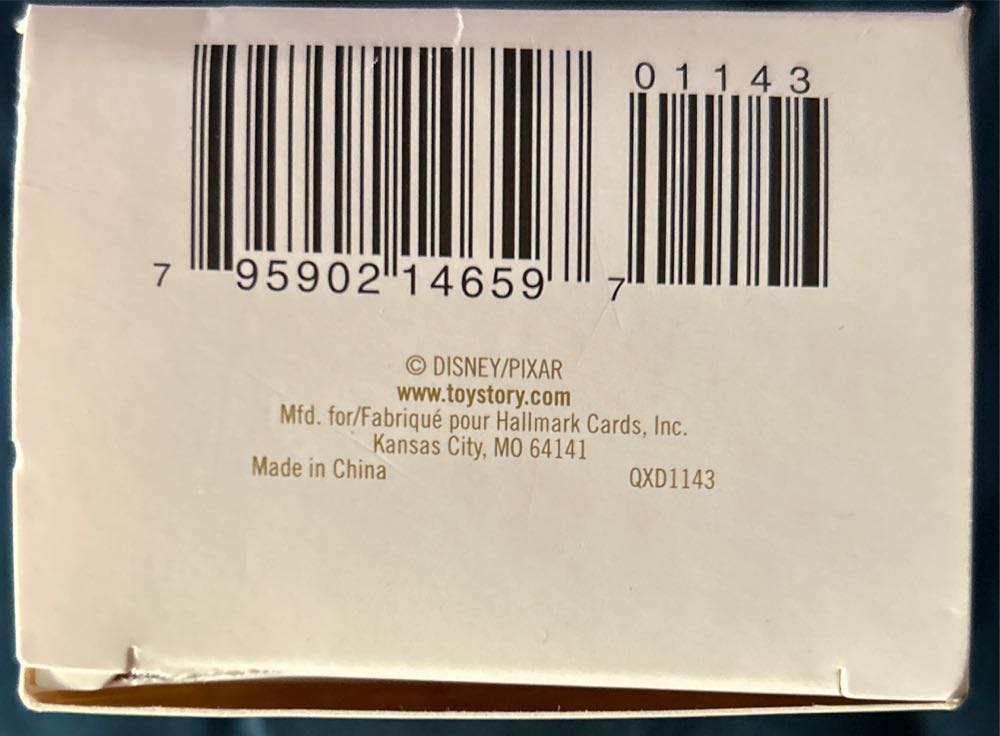 01143
7 95902 14659 7
© DISNEY/PIXAR
www.toystory.com
Mfd. for/Fabriqué pour Hallmark Cards, Inc.
Kansas City, MO 64141
Made in China QXD1143